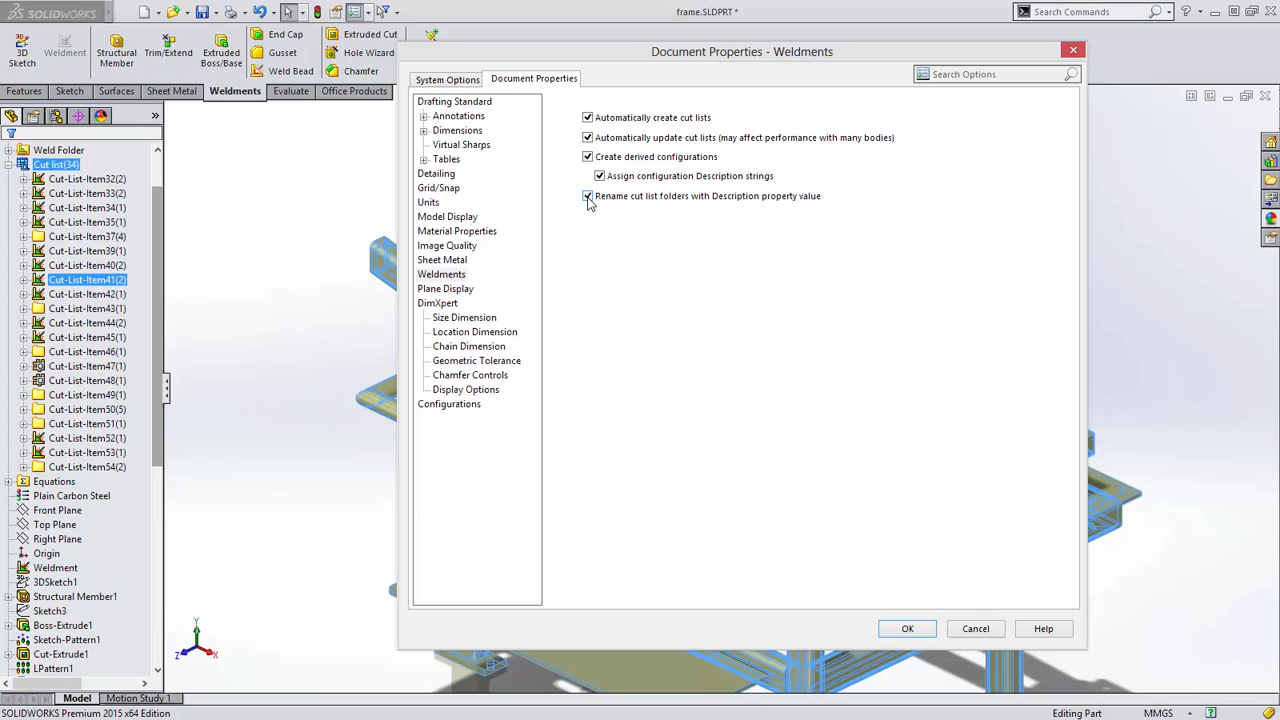 SOLIDWORKS
frame.SLDPRT *
Search Commands
3D Sketch
Weldment
Structural Member
Trim/Extend
Extruded Boss/Base
End Cap
Gusset
Weld Bead
Extruded Cut
Hole Wizard
Chamfer
Features
Sketch
Surfaces
Sheet Metal
Weldments
Evaluate
Office Products
Weld Folder
Cut list(34)
Cut-List-Item32(2)
Cut-List-Item33(2)
Cut-List-Item34(1)
Cut-List-Item35(1)
Cut-List-Item37(4)
Cut-List-Item39(1)
Cut-List-Item40(2)
Cut-List-Item41(2)
Cut-List-Item42(1)
Cut-List-Item43(1)
Cut-List-Item44(2)
Cut-List-Item45(1)
Cut-List-Item46(1)
Cut-List-Item47(1)
Cut-List-Item48(1)
Cut-List-Item49(1)
Cut-List-Item50(5)
Cut-List-Item51(1)
Cut-List-Item52(1)
Cut-List-Item53(1)
Cut-List-Item54(2)
Equations
Plain Carbon Steel
Front Plane
Top Plane
Right Plane
Origin
Weldment
3DSketch1
Structural Member1
Sketch3
Boss-Extrude1
Sketch-Pattern1
Cut-Extrude1
LPattern1
Document Properties - Weldments
System Options
Document Properties
Search Options
Drafting Standard
Annotations
Dimensions
Virtual Sharps
Tables
Detailing
Grid/Snap
Units
Model Display
Material Properties
Image Quality
Sheet Metal
Weldments
Plane Display
DimXpert
Size Dimension
Location Dimension
Chain Dimension
Geometric Tolerance
Chamfer Controls
Display Options
Configurations
Automatically create cut lists
Automatically update cut lists (may affect performance with many bodies)
Create derived configurations
Assign configuration Description strings
Rename cut list folders with Description property value
OK
Cancel
Help
Y
Z
X
Model
Motion Study 1
SOLIDWORKS Premium 2015 x64 Edition
Editing Part
MMGS